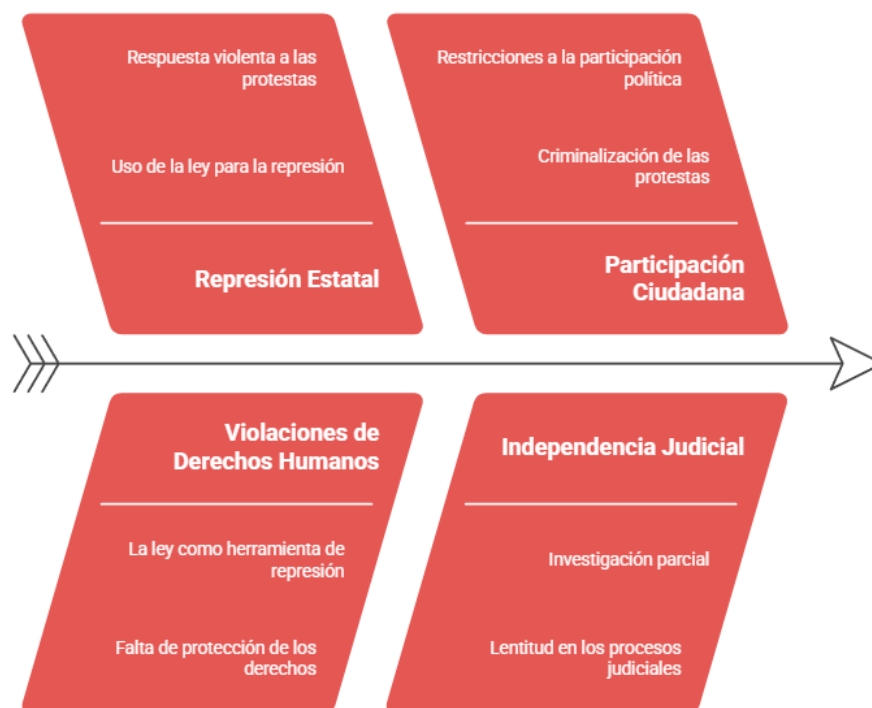 Respuesta violenta a las
protestas
Uso de la ley para la represión
Represión Estatal
Restricciones a la participación
política
Criminalización de las
protestas
Participación
Ciudadana
Violaciones de
Derechos Humanos
La ley como herramienta de
represión
Falta de protección de los
derechos
Independencia Judicial
Investigación parcial
Lentitud en los procesos
judiciales